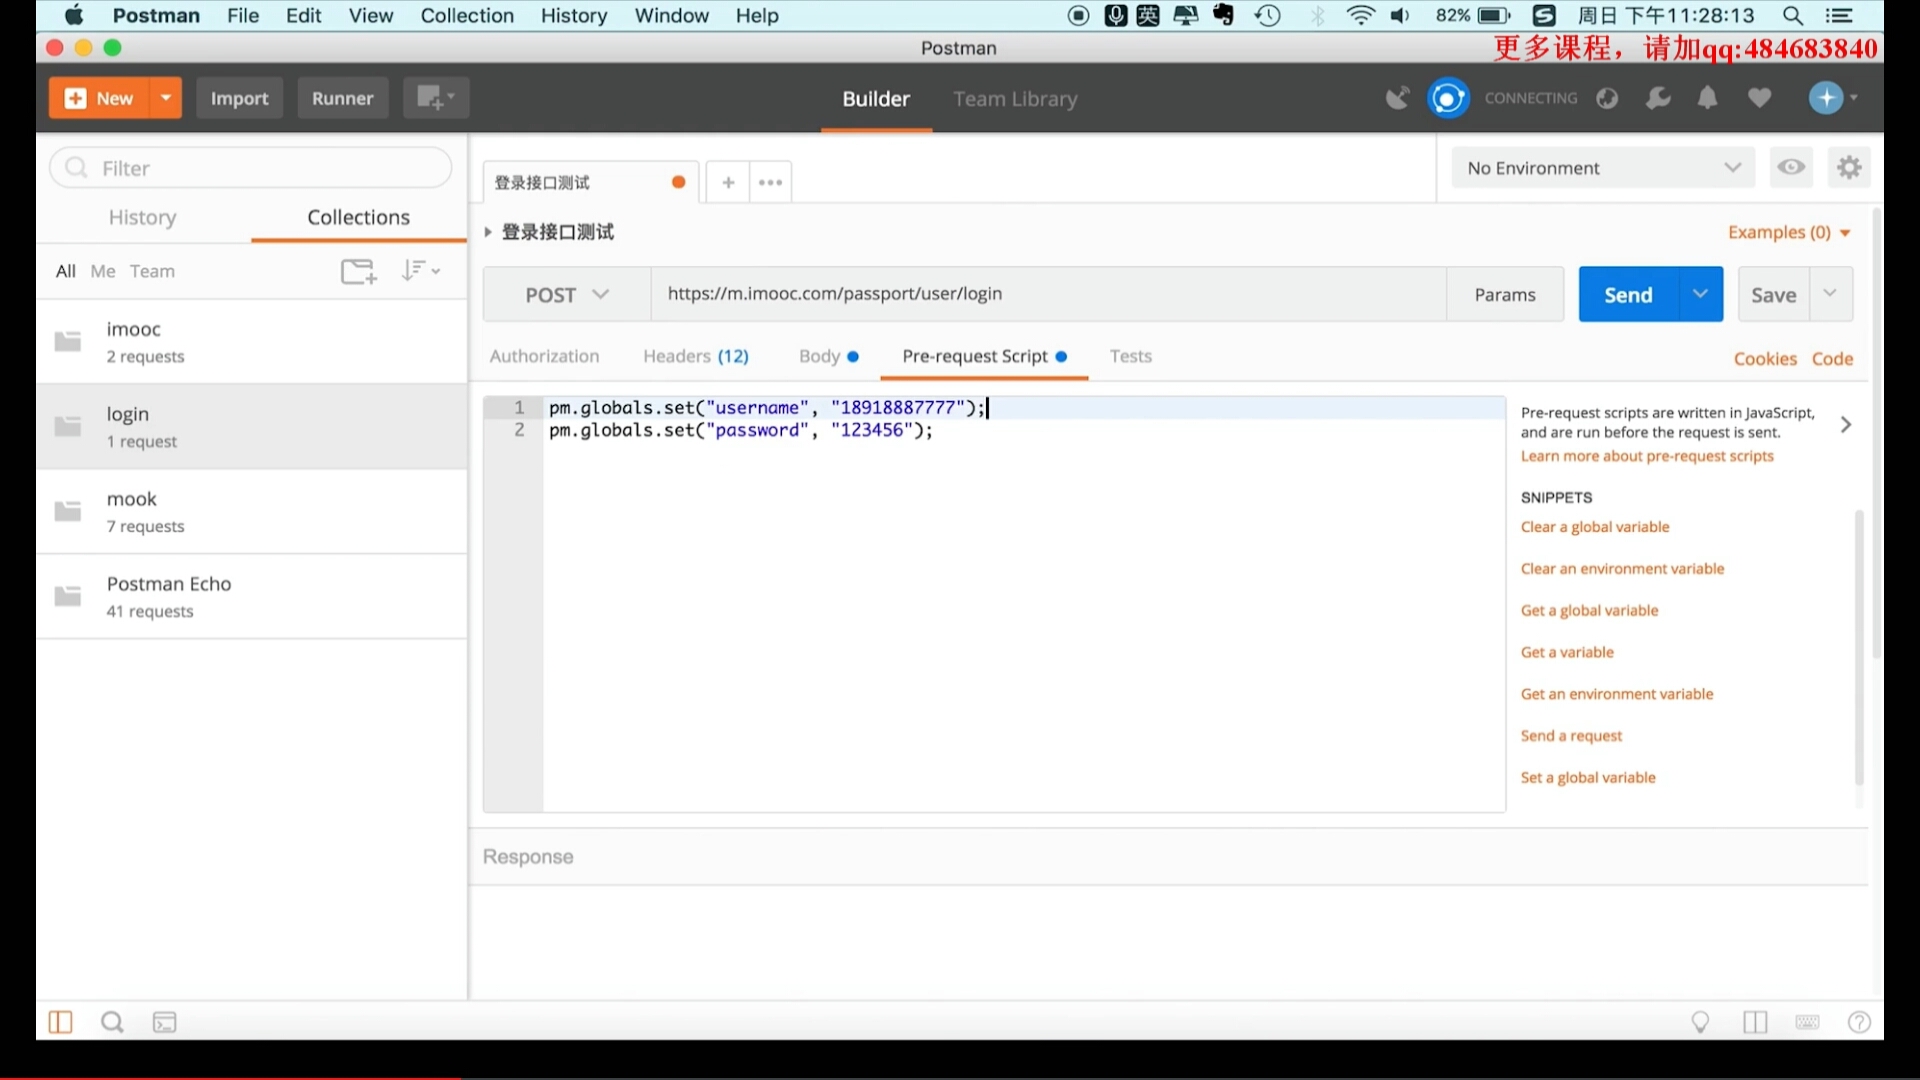 Postman File Edit View Collection History Window Help 英 82% 周日 下午11:28:13
Postman
更多课程，请加qq:484683840
New Import Runner Builder Team Library CONNECTING
Filter
History Collections
All Me Team
imooc
2 requests
login
1 request
mook
7 requests
Postman Echo
41 requests
登录接口测试 + •••
No Environment
登录接口测试
Examples (0)
POST https://m.imooc.com/passport/user/login Params Send Save
Authorization Headers (12) Body Pre-request Script Tests Cookies Code
1 pm.globals.set("username", "18918887777");
2 pm.globals.set("password", "123456");
Pre-request scripts are written in JavaScript,
and are run before the request is sent.
Learn more about pre-request scripts
SNIPPETS
Clear a global variable
Clear an environment variable
Get a global variable
Get a variable
Get an environment variable
Send a request
Set a global variable
Response